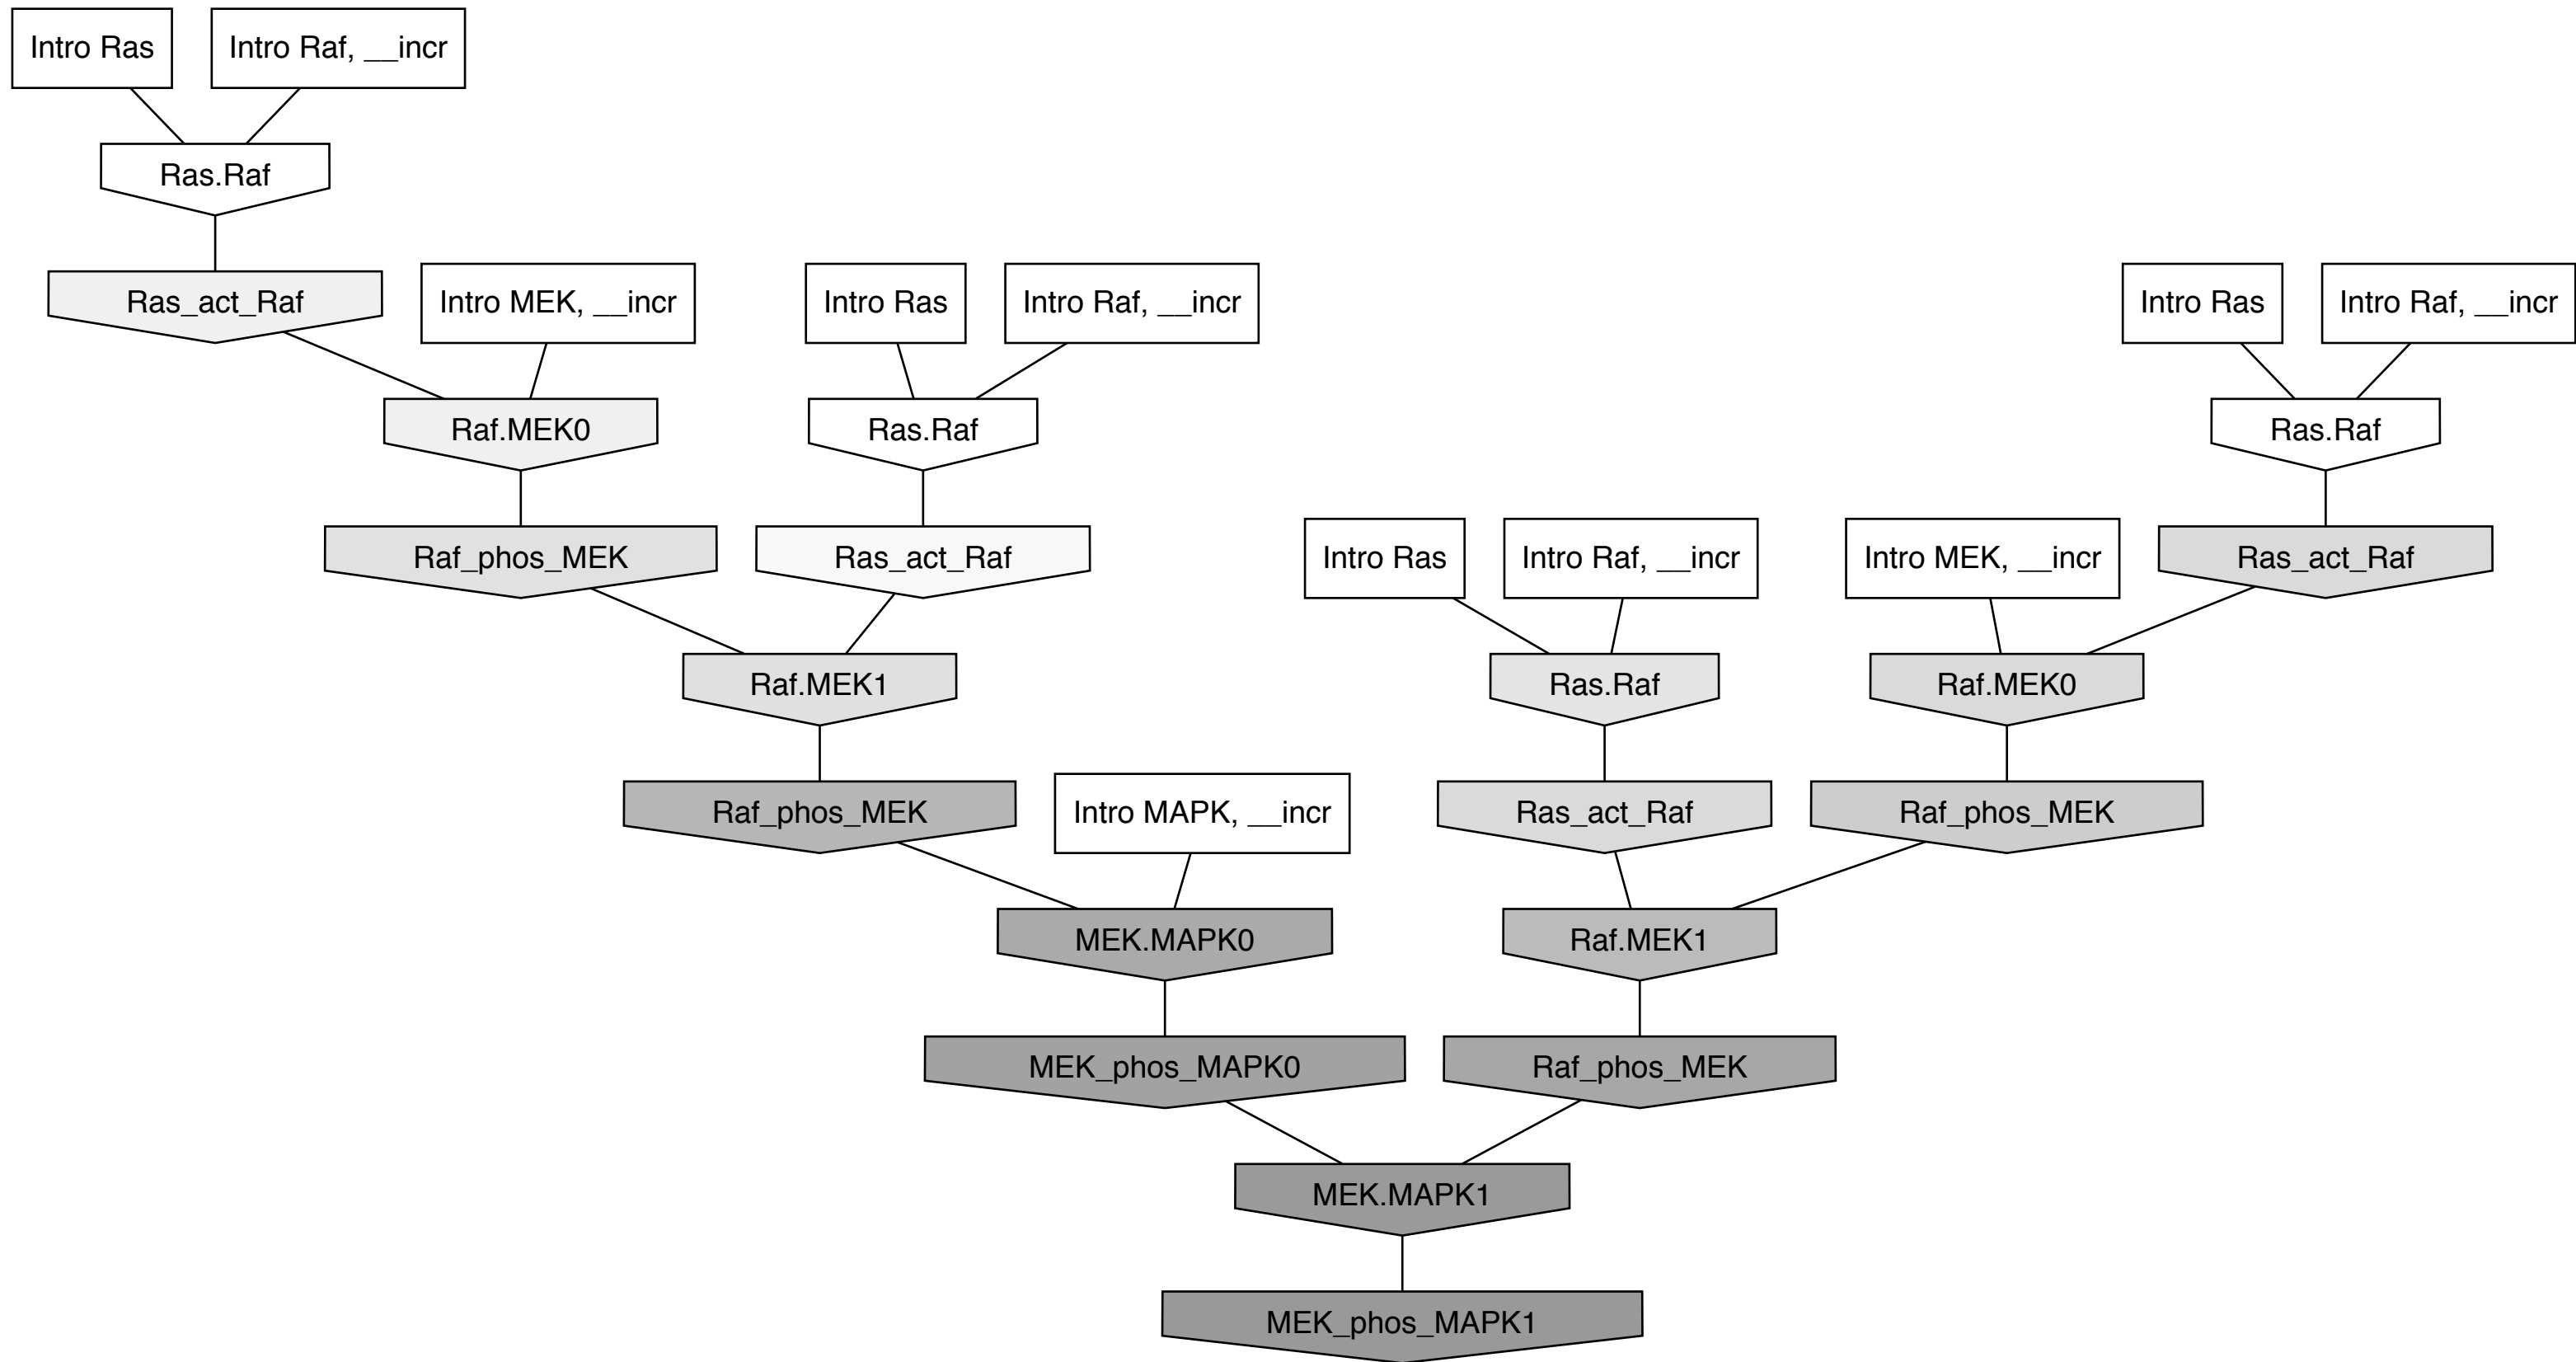 Intro Ras
Intro Raf, __incr
Ras.Raf
Ras_act_Raf
Intro MEK, __incr
Intro Ras
Intro Raf, __incr
Intro Ras
Intro Raf, __incr
Raf.MEK0
Ras.Raf
Ras.Raf
Raf_phos_MEK
Ras_act_Raf
Intro Ras
Intro Raf, __incr
Intro MEK, __incr
Ras_act_Raf
Raf.MEK1
Ras.Raf
Raf.MEK0
Raf_phos_MEK
Intro MAPK, __incr
Ras_act_Raf
Raf_phos_MEK
MEK.MAPK0
Raf.MEK1
MEK_phos_MAPK0
Raf_phos_MEK
MEK.MAPK1
MEK_phos_MAPK1